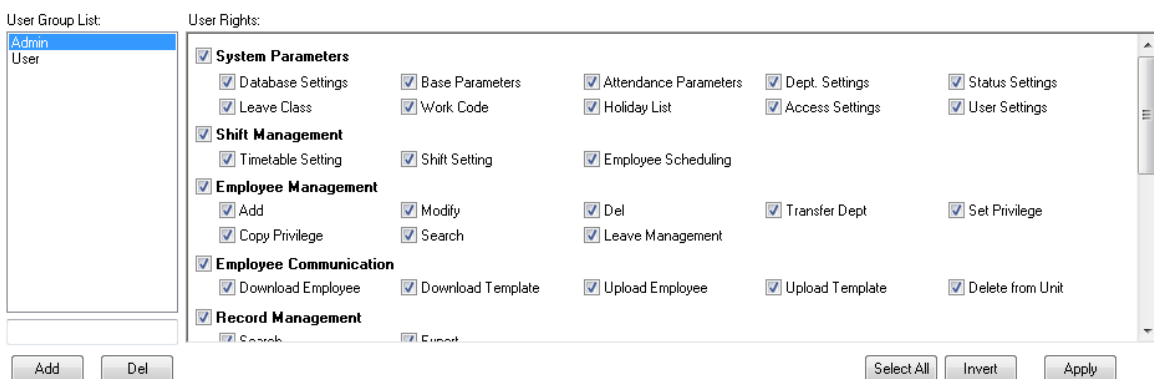 User Group List: User Rights:
Admin
User
System Parameters
Database Settings Base Parameters Attendance Parameters Dept. Settings Status Settings
Leave Class Work Code Holiday List Access Settings User Settings
Shift Management
Timetable Setting Shift Setting Employee Scheduling
Employee Management
Add Modify Del Transfer Dept Set Privilege
Copy Privilege Search Leave Management
Employee Communication
Download Employee Download Template Upload Employee Upload Template Delete from Unit
Record Management
Search Export
Add Del Select All Invert Apply